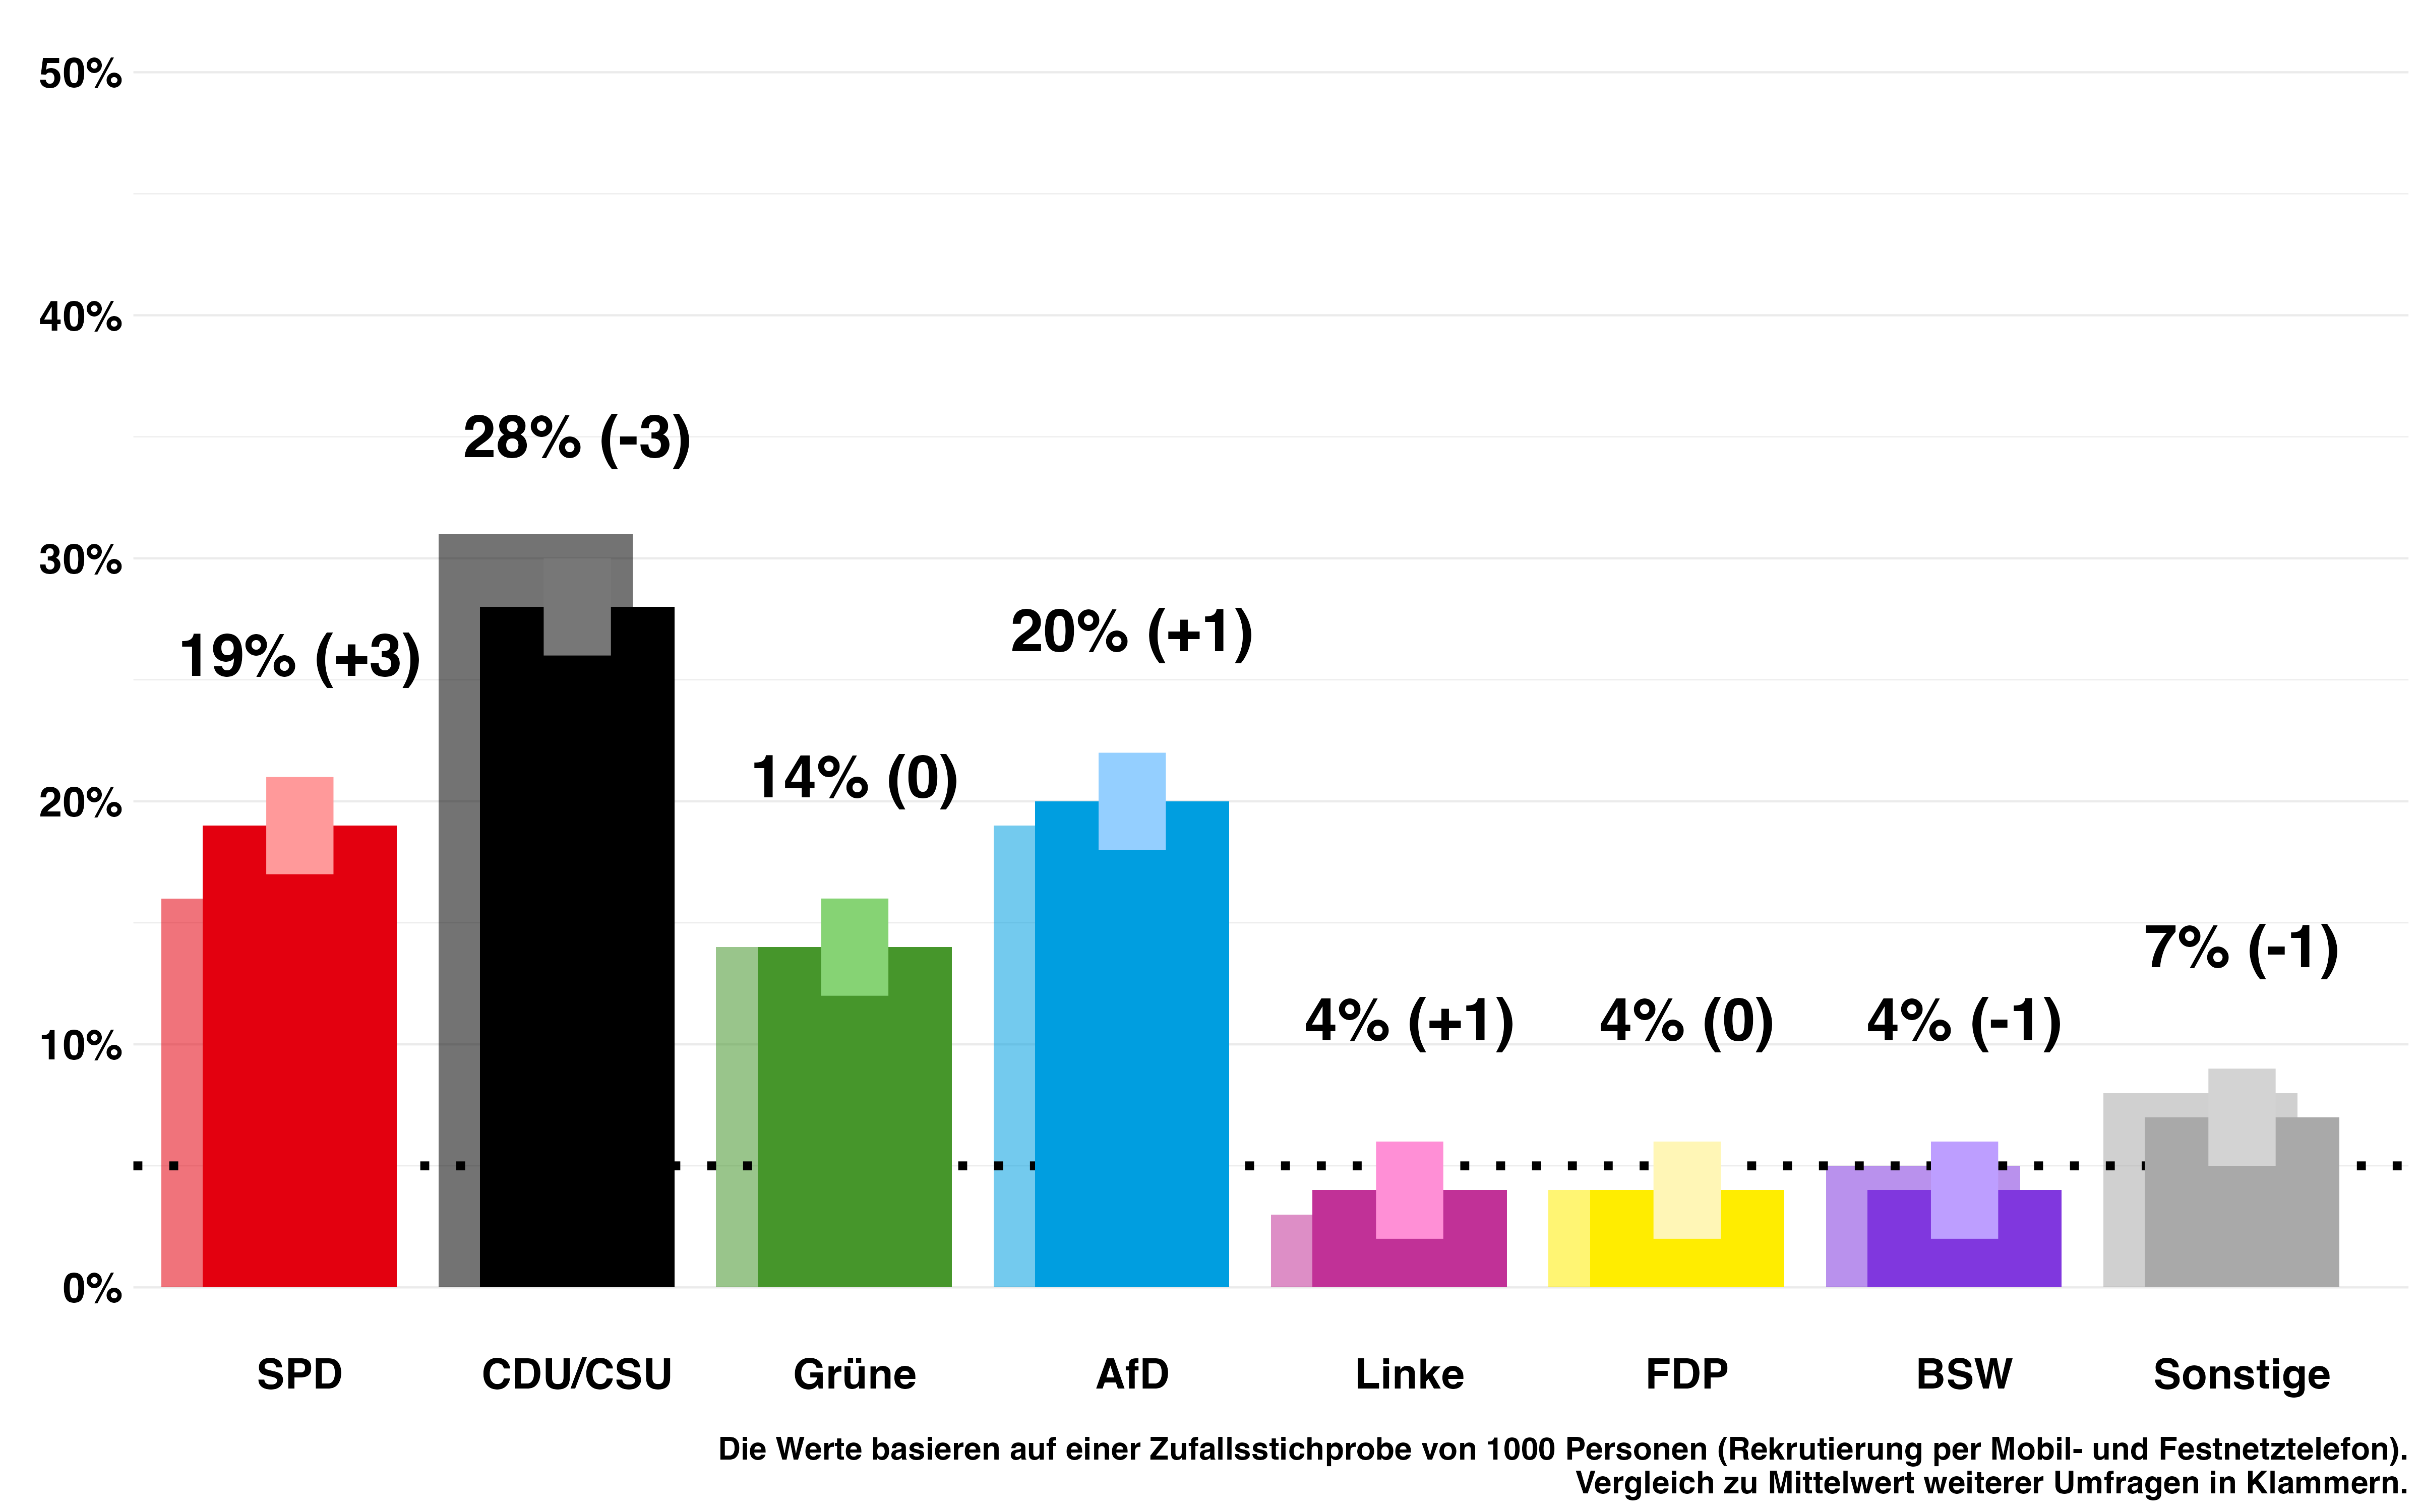 50%
40%
30%
20%
10%
0%
19% (+3)
28% (-3)
14% (0)
20% (+1)
4% (+1)
4% (0)
4% (-1)
7% (-1)
SPD
CDU/CSU
Grüne
AfD
Linke
FDP
BSW
Sonstige
Die Werte basieren auf einer Zufallsstichprobe von 1000 Personen (Rekrutierung per Mobil- und Festnetztelefon).
Vergleich zu Mittelwert weiterer Umfragen in Klammern.